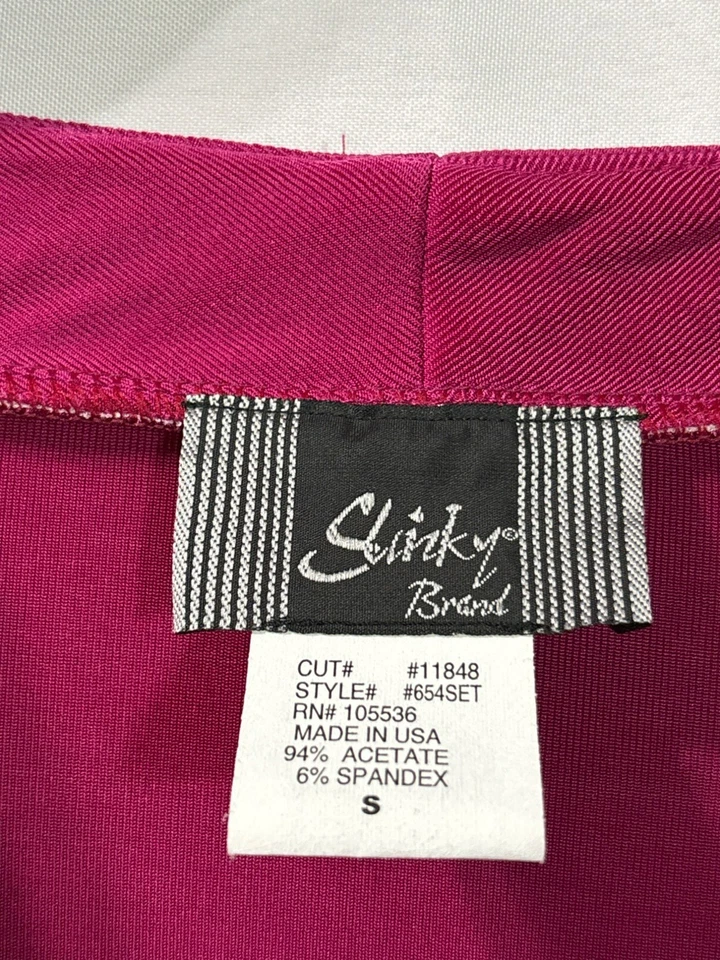 Slinky®
Brand
CUT# #11848
STYLE# #654SET
RN# 105536
MADE IN USA
94% ACETATE
6% SPANDEX
S